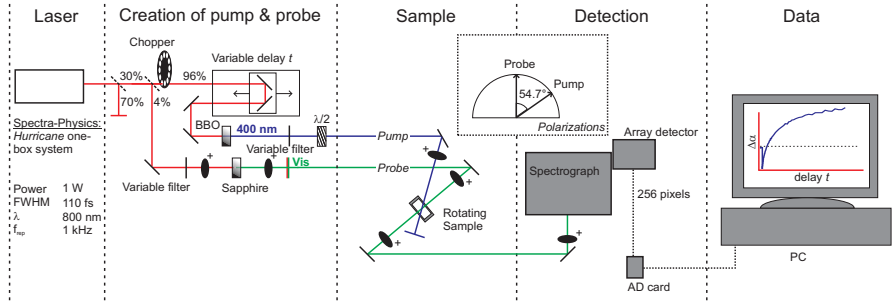 Laser
Creation of pump & probe
Sample
Detection
Data
Chopper
30%
96%
70%
4%
Variable delay t
BBO
400 nm
λ/2
Variable filter
Vis
Variable filter
+
Sapphire
+
Spectra-Physics:
Hurricane one-
box system
Power 1 W
FWHM 110 fs
λ 800 nm
frep 1 kHz
Pump
Probe
+
+
+
Rotating
Sample
Probe
Pump
54.7°
Polarizations
Array detector
Spectrograph
256 pixels
+
AD card
Δα
delay t
PC